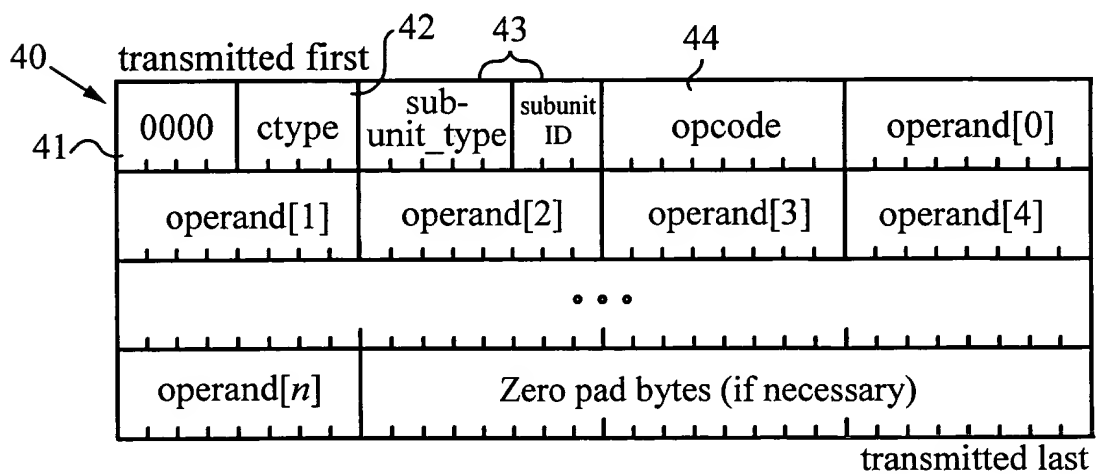 40
transmitted first
42
43
44
41
0000
ctype
sub-
unit_type
subunit
ID
opcode
operand[0]
operand[1]
operand[2]
operand[3]
operand[4]
operand[n]
Zero pad bytes (if necessary)
transmitted last